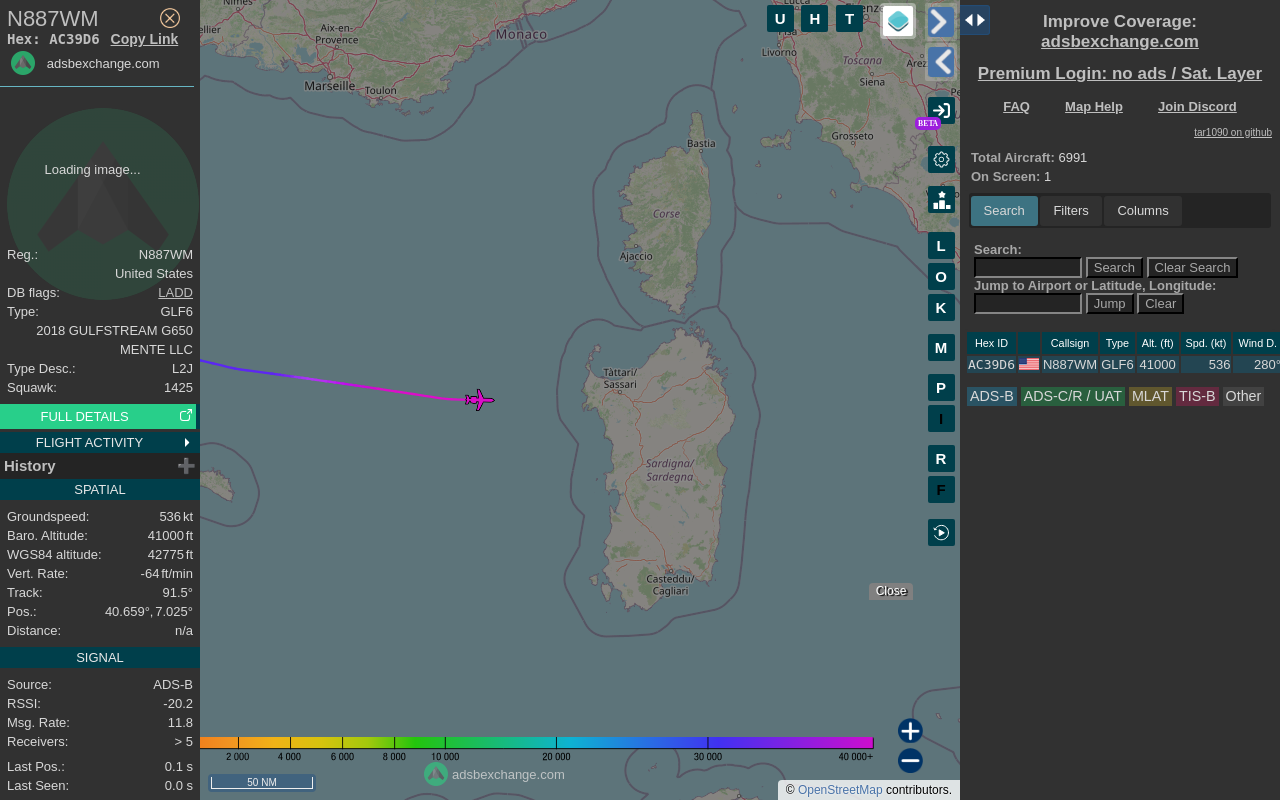 N887WM
Hex: AC39D6 Copy Link
adsbexchange.com
Loading image...
Reg.: N887WM
United States
DB flags: LADD
Type: GLF6
2018 GULFSTREAM G650
MENTE LLC
Type Desc.: L2J
Squawk: 1425
FULL DETAILS
FLIGHT ACTIVITY
History
SPATIAL
Groundspeed: 536 kt
Baro. Altitude: 41000 ft
WGS84 altitude: 42775 ft
Vert. Rate: -64 ft/min
Track: 91.5°
Pos.: 40.659°, 7.025°
Distance: n/a
SIGNAL
Source: ADS-B
RSSI: -20.2
Msg. Rate: 11.8
Receivers: > 5
Last Pos.: 0.1 s
Last Seen: 0.0 s
Aix-en-
Provence
Marseille
Toulon
Monaco
Livorno
Toscana
Siena
Grosseto
Bastia
Corse
Ajaccio
Tàttari/
Sassari
Sardigna/
Sardegna
Casteddu/
Cagliari
U H T
BETA
L
O
K
M
P
I
R
F
Close
2 000 4 000 6 000 8 000 10 000 20 000 30 000 40 000+
adsbexchange.com
50 NM
© OpenStreetMap contributors.
Improve Coverage:
adsbexchange.com
Premium Login: no ads / Sat. Layer
FAQ Map Help Join Discord
tar1090 on github
Total Aircraft: 6991
On Screen: 1
Search Filters Columns
Search:
Search Clear Search
Jump to Airport or Latitude, Longitude:
Jump Clear
Hex ID Callsign Type Alt. (ft) Spd. (kt) Wind D.
AC39D6 N887WM GLF6 41000 536 280°
ADS-B ADS-C/R / UAT MLAT TIS-B Other